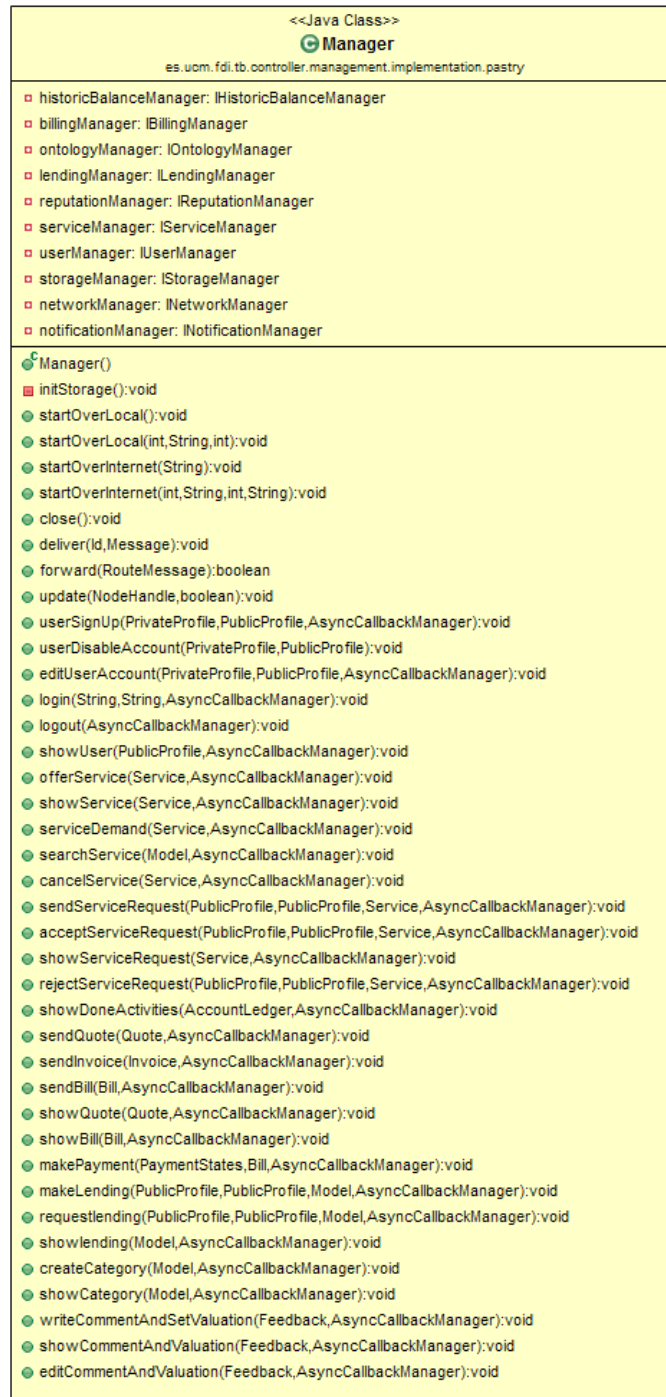 <<Java Class>>
C Manager
es.ucm.fdi.tb.controller.management.implementation.pastry
historicBalanceManager: IHistoricBalanceManager
billingManager: IBillingManager
ontologyManager: IOntologyManager
lendingManager: ILendingManager
reputationManager: IReputationManager
serviceManager: IServiceManager
userManager: IUserManager
storageManager: IStorageManager
networkManager: INetworkManager
notificationManager: INotificationManager
C Manager()
initStorage():void
startOverLocal():void
startOverLocal(int,String,int):void
startOverInternet(String):void
startOverInternet(int,String,int,String):void
close():void
deliver(Id,Message):void
forward(RouteMessage):boolean
update(NodeHandle,boolean):void
userSignUp(PrivateProfile,PublicProfile,AsyncCallbackManager):void
userDisableAccount(PrivateProfile,PublicProfile):void
editUserAccount(PrivateProfile,PublicProfile,AsyncCallbackManager):void
login(String,String,AsyncCallbackManager):void
logout(AsyncCallbackManager):void
showUser(PublicProfile,AsyncCallbackManager):void
offerService(Service,AsyncCallbackManager):void
showService(Service,AsyncCallbackManager):void
serviceDemand(Service,AsyncCallbackManager):void
searchService(Model,AsyncCallbackManager):void
cancelService(Service,AsyncCallbackManager):void
sendServiceRequest(PublicProfile,PublicProfile,Service,AsyncCallbackManager):void
acceptServiceRequest(PublicProfile,PublicProfile,Service,AsyncCallbackManager):void
showServiceRequest(Service,AsyncCallbackManager):void
rejectServiceRequest(PublicProfile,PublicProfile,Service,AsyncCallbackManager):void
showDoneActivities(AccountLedger,AsyncCallbackManager):void
sendQuote(Quote,AsyncCallbackManager):void
sendInvoice(Invoice,AsyncCallbackManager):void
sendBill(Bill,AsyncCallbackManager):void
showQuote(Quote,AsyncCallbackManager):void
showBill(Bill,AsyncCallbackManager):void
makePayment(PaymentStates,Bill,AsyncCallbackManager):void
makeLending(PublicProfile,PublicProfile,Model,AsyncCallbackManager):void
requestlending(PublicProfile,PublicProfile,Model,AsyncCallbackManager):void
showlending(Model,AsyncCallbackManager):void
createCategory(Model,AsyncCallbackManager):void
showCategory(Model,AsyncCallbackManager):void
writeCommentAndSetValuation(Feedback,AsyncCallbackManager):void
showCommentAndValuation(Feedback,AsyncCallbackManager):void
editCommentAndValuation(Feedback,AsyncCallbackManager):void